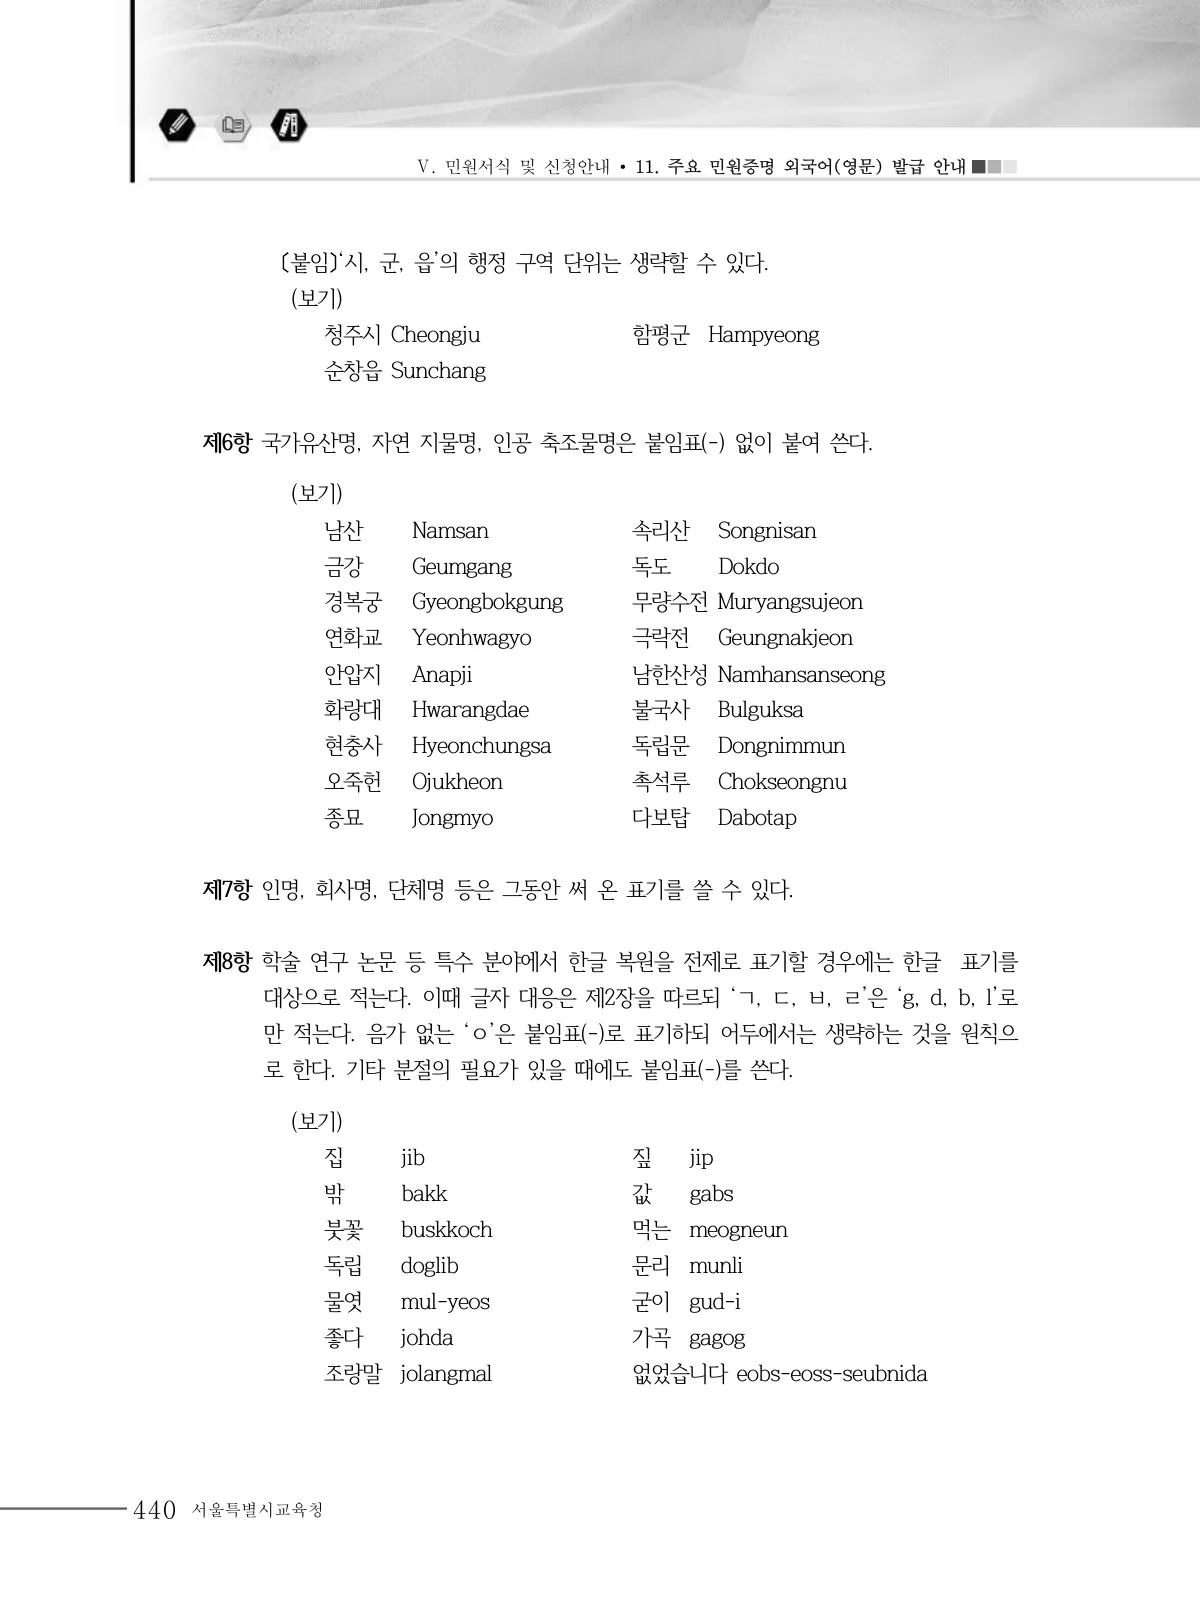 Ⅴ. 민원서식 및 신청안내 • 11. 주요 민원증명 외국어(영문) 발급 안내
〔붙임〕‘시, 군, 읍’의 행정 구역 단위는 생략할 수 있다.
(보기)
청주시 Cheongju 함평군 Hampyeong
순창읍 Sunchang
제6항 국가유산명, 자연 지물명, 인공 축조물명은 붙임표(-) 없이 붙여 쓴다.
(보기)
남산 Namsan 속리산 Songnisan
금강 Geumgang 독도 Dokdo
경복궁 Gyeongbokgung 무량수전 Muryangsujeon
연화교 Yeonhwagyo 극락전 Geungnakjeon
안압지 Anapji 남한산성 Namhansanseong
화랑대 Hwarangdae 불국사 Bulguksa
현충사 Hyeonchungsa 독립문 Dongnimmun
오죽헌 Ojukheon 촉석루 Chokseongnu
종묘 Jongmyo 다보탑 Dabotap
제7항 인명, 회사명, 단체명 등은 그동안 써 온 표기를 쓸 수 있다.
제8항 학술 연구 논문 등 특수 분야에서 한글 복원을 전제로 표기할 경우에는 한글 표기를
대상으로 적는다. 이때 글자 대응은 제2장을 따르되 ‘ㄱ, ㄷ, ㅂ, ㄹ’은 ‘g, d, b, l’로
만 적는다. 음가 없는 ‘ㅇ’은 붙임표(-)로 표기하되 어두에서는 생략하는 것을 원칙으
로 한다. 기타 분절의 필요가 있을 때에도 붙임표(-)를 쓴다.
(보기)
집 jib 짚 jip
밖 bakk 값 gabs
붓꽃 buskkoch 먹는 meogneun
독립 doglib 문리 munli
물엿 mul-yeos 굳이 gud-i
좋다 johda 가곡 gagog
조랑말 jolangmal 없었습니다 eobs-eoss-seubnida
440 서울특별시교육청